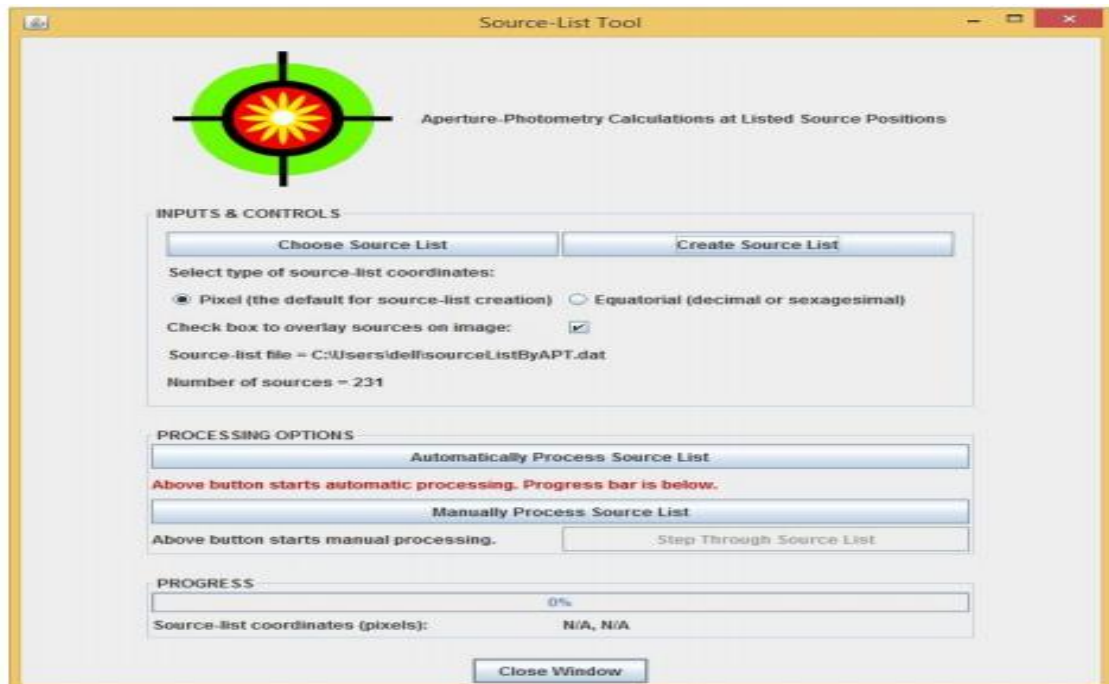 Source-List Tool
Aperture-Photometry Calculations at Listed Source Positions
INPUTS & CONTROLS
Choose Source List Create Source List
Select type of source-list coordinates:
Pixel (the default for source-list creation) Equatorial (decimal or sexagesimal)
Check box to overlay sources on image:
Source-list file = C:\Users\dell\sourceListByAPT.dat
Number of sources = 231
PROCESSING OPTIONS
Automatically Process Source List
Above button starts automatic processing. Progress bar is below.
Manually Process Source List
Above button starts manual processing. Step Through Source List
PROGRESS
0%
Source-list coordinates (pixels): N/A, N/A
Close Window